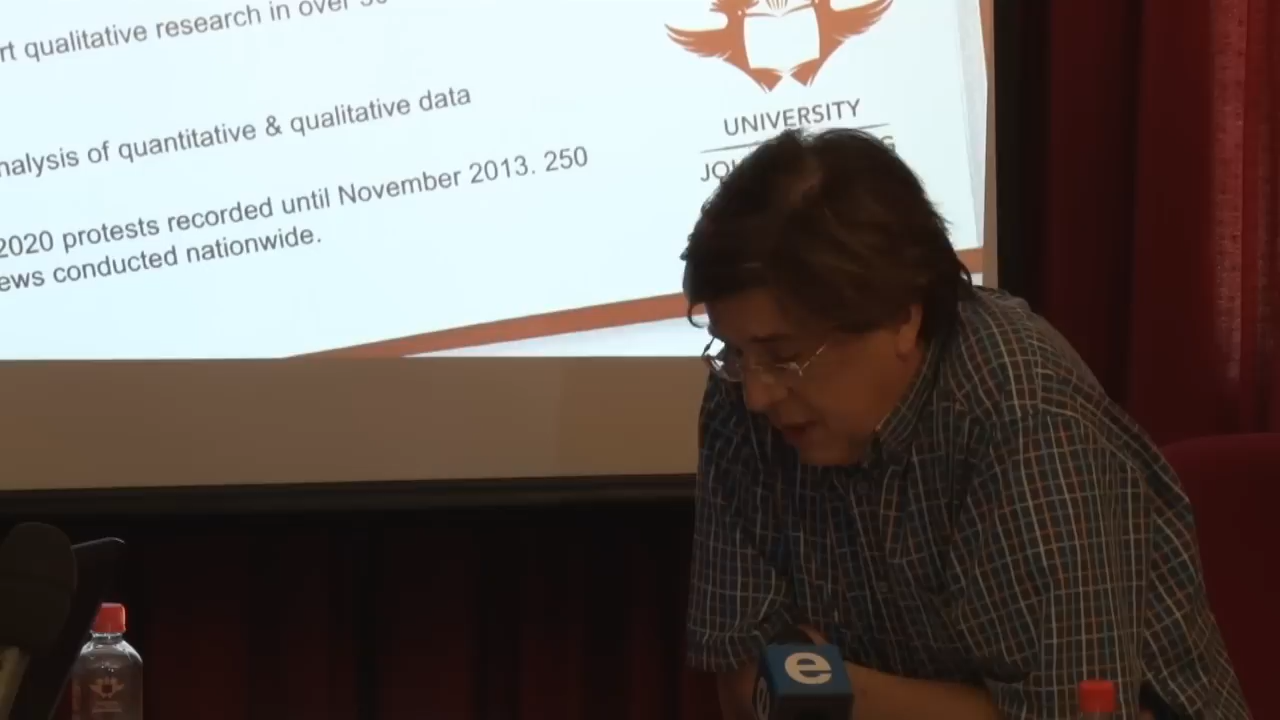 rt qualitative research in over
nalysis of quantitative & qualitative data
2020 protests recorded until November 2013. 250
ews conducted nationwide.
UNIVERSITY
JO
G
e